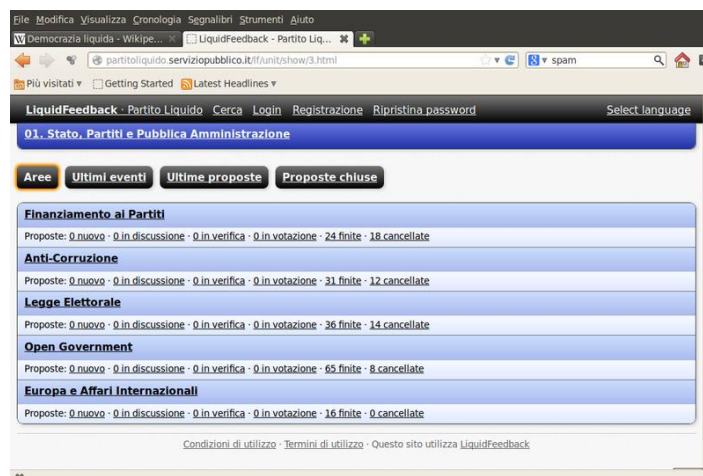 File Modifica Visualizza Cronologia Segnalibri Strumenti Aiuto
Democrazia liquida - Wikipe... LiquidFeedback - Partito Liq...
partitoliquido.serviziopubblico.it/lf/unit/show/3.html spam
Più visitati Getting Started Latest Headlines
LiquidFeedback · Partito Liquido Cerca Login Registrazione Ripristina password Select language
01. Stato, Partiti e Pubblica Amministrazione
Aree Ultimi eventi Ultime proposte Proposte chiuse
Finanziamento ai Partiti
Proposte: 0 nuovo · 0 in discussione · 0 in verifica · 0 in votazione · 24 finite · 18 cancellate
Anti-Corruzione
Proposte: 0 nuovo · 0 in discussione · 0 in verifica · 0 in votazione · 31 finite · 12 cancellate
Legge Elettorale
Proposte: 0 nuovo · 0 in discussione · 0 in verifica · 0 in votazione · 36 finite · 14 cancellate
Open Government
Proposte: 0 nuovo · 0 in discussione · 0 in verifica · 0 in votazione · 65 finite · 8 cancellate
Europa e Affari Internazionali
Proposte: 0 nuovo · 0 in discussione · 0 in verifica · 0 in votazione · 16 finite · 0 cancellate
Condizioni di utilizzo · Termini di utilizzo · Questo sito utilizza LiquidFeedback